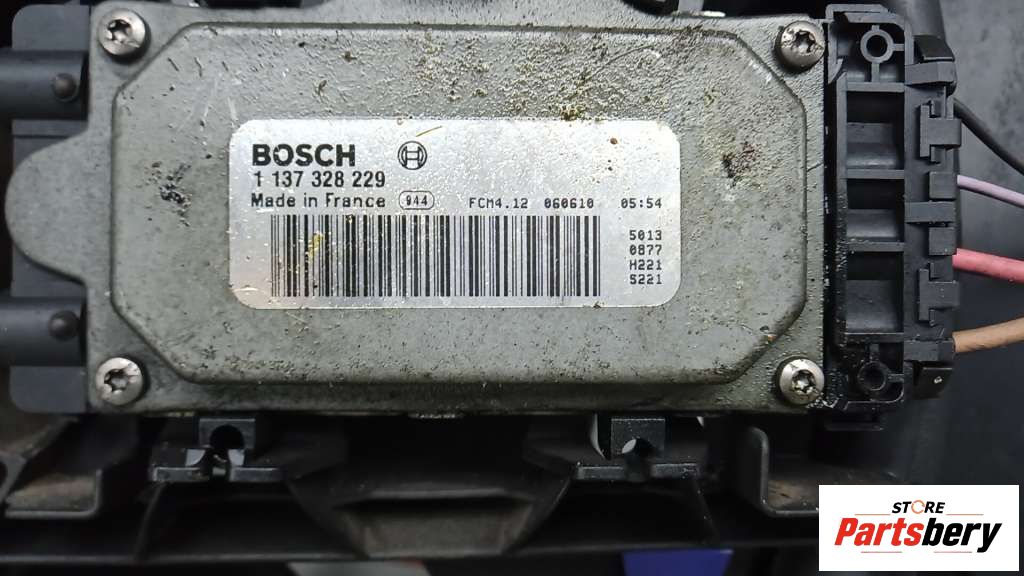 BOSCH
1 137 328 229
Made in France 944 FCM4.12 060610 05:54
5013
0877
H221
S221
STORE
Partsbery